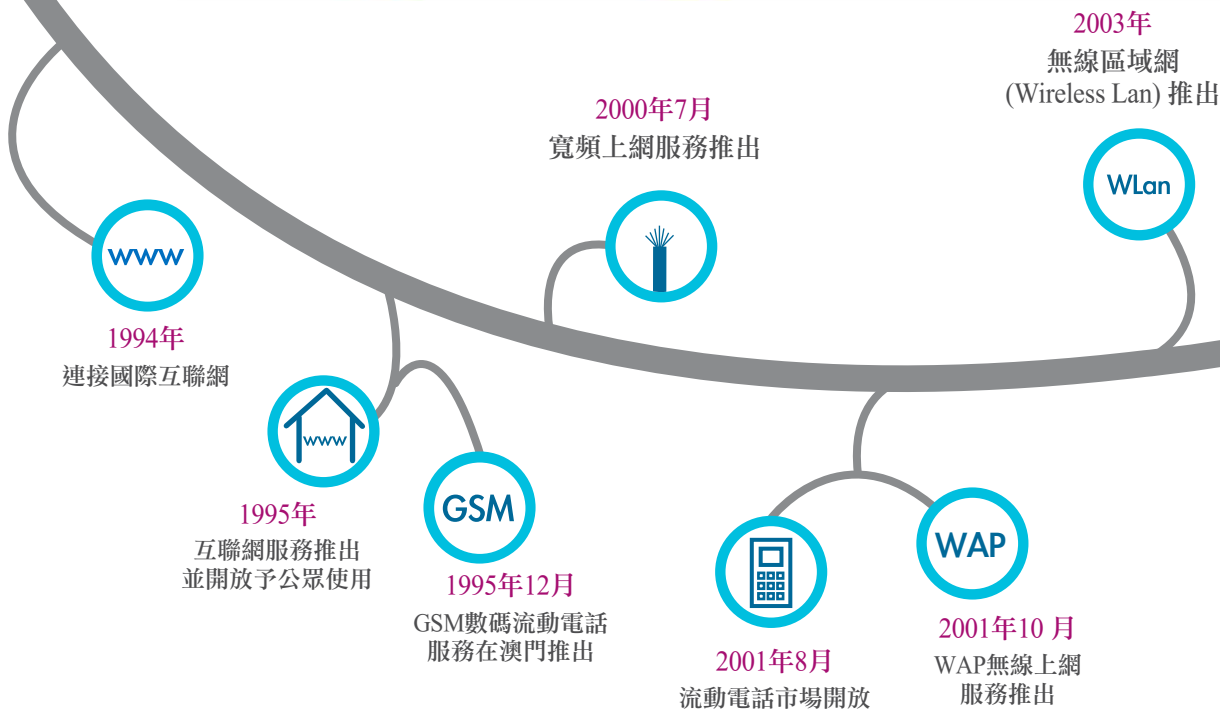 www
1994年
連接國際互聯網
www
1995年
互聯網服務推出
並開放予公眾使用
GSM
1995年12月
GSM數碼流動電話
服務在澳門推出
2000年7月
寬頻上網服務推出
2001年8月
流動電話市場開放
WAP
2001年10 月
WAP無線上網
服務推出
2003年
無線區域網
(Wireless Lan) 推出
WLan